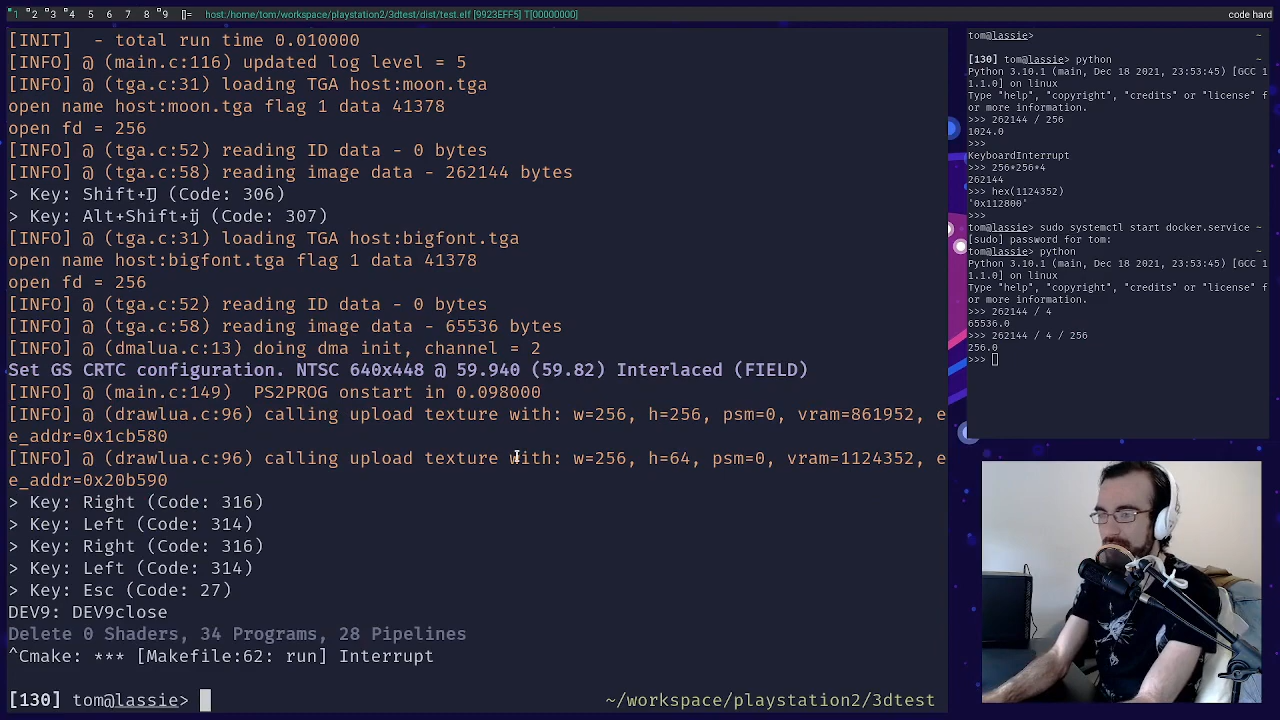 1 2 3 4 5 6 7 8 9 []= host:/home/tom/workspace/playstation2/3dtest/dist/test.elf [9923EFF5] T[00000000] code hard
[INIT]  - total run time 0.010000
[INFO] @ (main.c:116) updated log level = 5
[INFO] @ (tga.c:31) loading TGA host:moon.tga
open name host:moon.tga flag 1 data 41378
open fd = 256
[INFO] @ (tga.c:52) reading ID data - 0 bytes
[INFO] @ (tga.c:58) reading image data - 262144 bytes
> Key: Shift+ (Code: 306)
> Key: Alt+Shift+ (Code: 307)
[INFO] @ (tga.c:31) loading TGA host:bigfont.tga
open name host:bigfont.tga flag 1 data 41378
open fd = 256
[INFO] @ (tga.c:52) reading ID data - 0 bytes
[INFO] @ (tga.c:58) reading image data - 65536 bytes
[INFO] @ (dmalua.c:13) doing dma init, channel = 2
Set GS CRTC configuration. NTSC 640x448 @ 59.940 (59.82) Interlaced (FIELD)
[INFO] @ (main.c:149)  PS2PROG onstart in 0.098000
[INFO] @ (drawlua.c:96) calling upload texture with: w=256, h=256, psm=0, vram=861952, e
e_addr=0x1cb580
[INFO] @ (drawlua.c:96) calling upload texture with: w=256, h=64, psm=0, vram=1124352, e
e_addr=0x20b590
> Key: Right (Code: 316)
> Key: Left (Code: 314)
> Key: Right (Code: 316)
> Key: Left (Code: 314)
> Key: Esc (Code: 27)
DEV9: DEV9close
Delete 0 Shaders, 34 Programs, 28 Pipelines
^Cmake: *** [Makefile:62: run] Interrupt
[130] tom@lassie> ~/workspace/playstation2/3dtest
tom@lassie> ~
[130] tom@lassie> python ~
Python 3.10.1 (main, Dec 18 2021, 23:53:45) [GCC 1
1.1.0] on linux
Type "help", "copyright", "credits" or "license" f
or more information.
>>> 262144 / 256
1024.0
>>>
KeyboardInterrupt
>>> 256*256*4
262144
>>> hex(1124352)
'0x112800'
>>>
tom@lassie> sudo systemctl start docker.service ~
[sudo] password for tom:
tom@lassie> python ~
Python 3.10.1 (main, Dec 18 2021, 23:53:45) [GCC 1
1.1.0] on linux
Type "help", "copyright", "credits" or "license" f
or more information.
>>> 262144 / 4
65536.0
>>> 262144 / 4 / 256
256.0
>>>